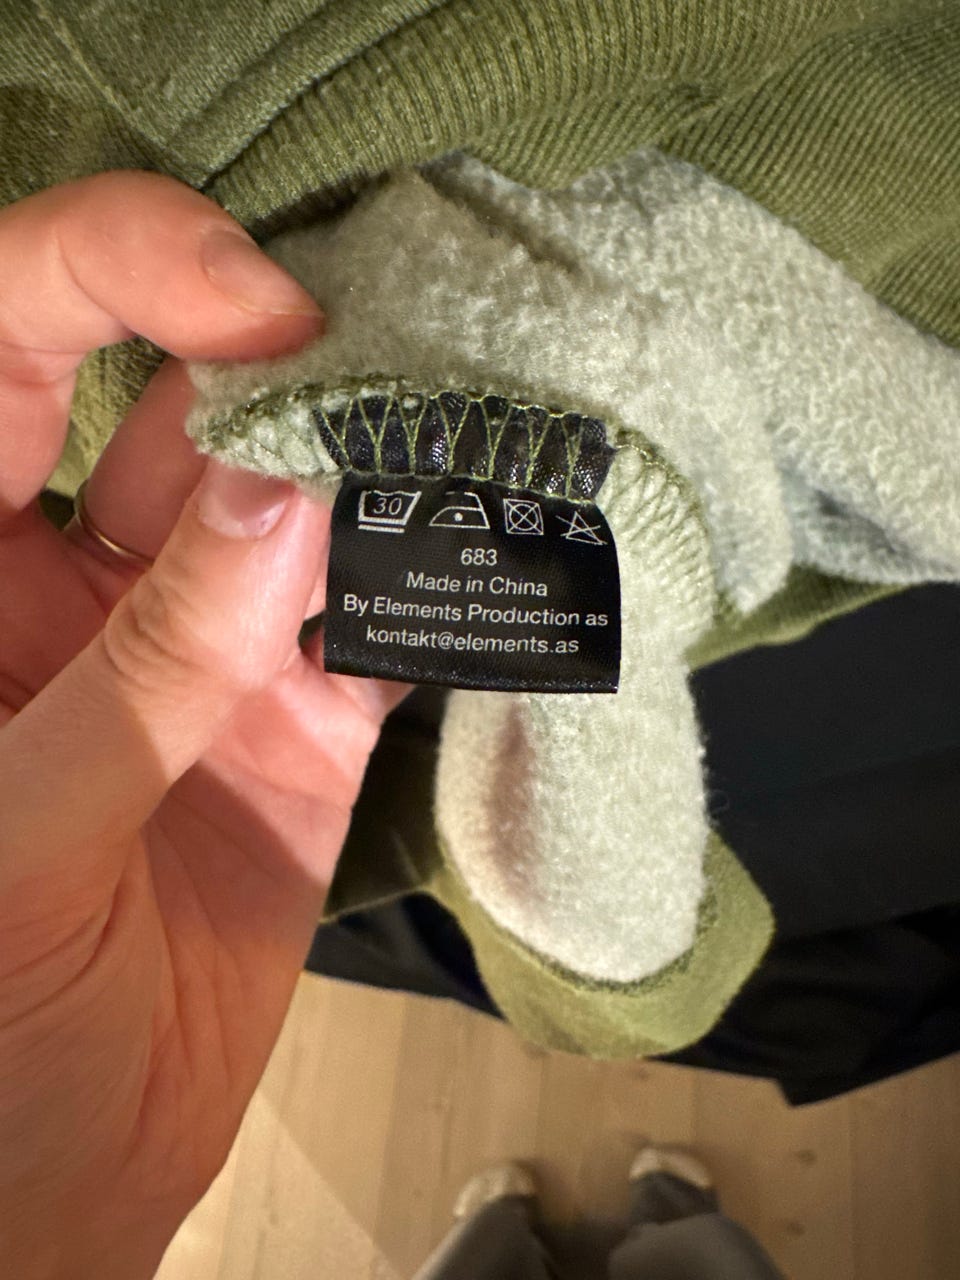 30
683
Made in China
By Elements Production as
kontakt@elements.as